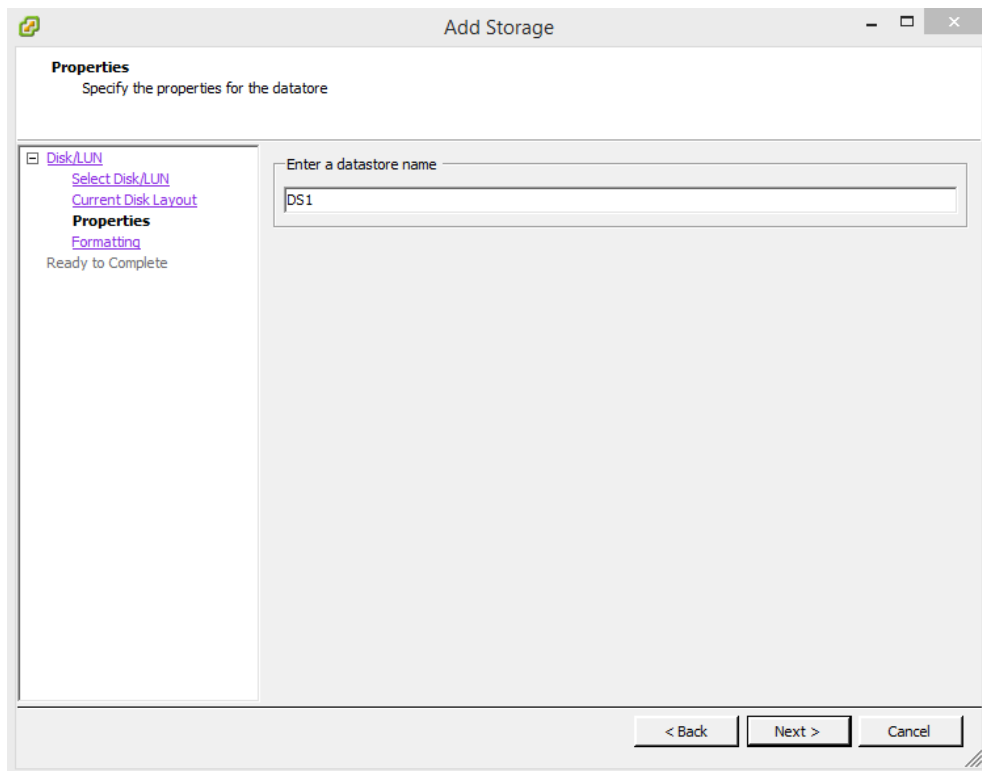 Add Storage
Properties
Specify the properties for the datatore
Disk/LUN
Select Disk/LUN
Current Disk Layout
Properties
Formatting
Ready to Complete
Enter a datastore name
DS1
< Back
Next >
Cancel